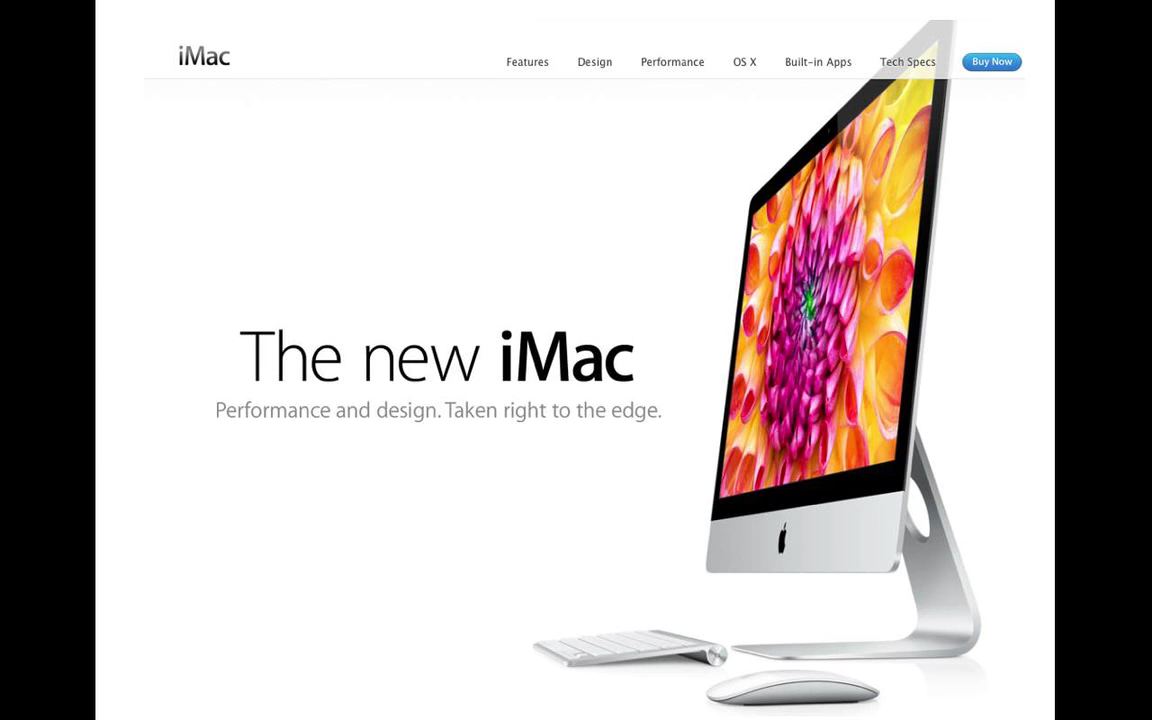 iMac
Features Design Performance OS X Built-in Apps Tech Specs Buy Now
The new iMac
Performance and design. Taken right to the edge.